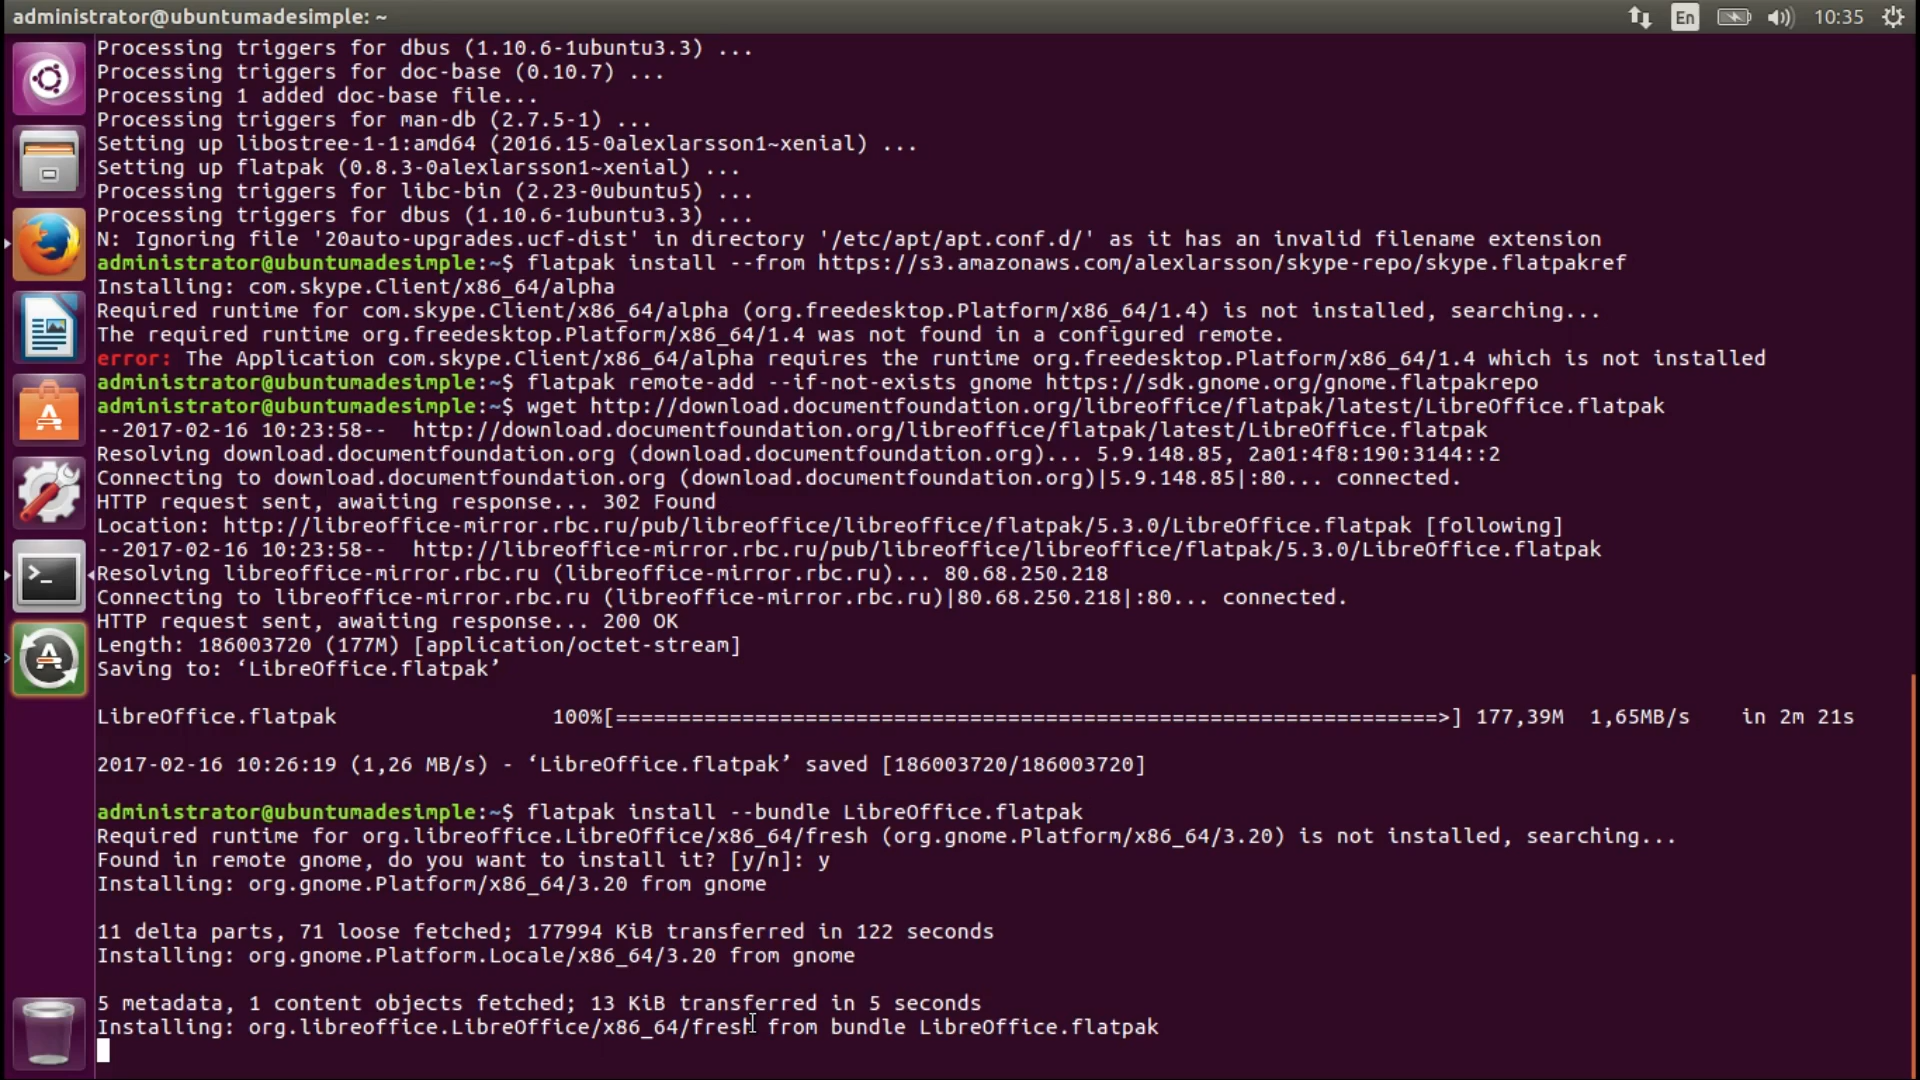 administrator@ubuntumadesimple: ~
En
10:35
Processing triggers for dbus (1.10.6-1ubuntu3.3) ...
Processing triggers for doc-base (0.10.7) ...
Processing 1 added doc-base file...
Processing triggers for man-db (2.7.5-1) ...
Setting up libostree-1-1:amd64 (2016.15-0alexlarsson1~xenial) ...
Setting up flatpak (0.8.3-0alexlarsson1~xenial) ...
Processing triggers for libc-bin (2.23-0ubuntu5) ...
Processing triggers for dbus (1.10.6-1ubuntu3.3) ...
N: Ignoring file '20auto-upgrades.ucf-dist' in directory '/etc/apt/apt.conf.d/' as it has an invalid filename extension
administrator@ubuntumadesimple:~$ flatpak install --from https://s3.amazonaws.com/alexlarsson/skype-repo/skype.flatpakref
Installing: com.skype.Client/x86_64/alpha
Required runtime for com.skype.Client/x86_64/alpha (org.freedesktop.Platform/x86_64/1.4) is not installed, searching...
The required runtime org.freedesktop.Platform/x86_64/1.4 was not found in a configured remote.
error: The Application com.skype.Client/x86_64/alpha requires the runtime org.freedesktop.Platform/x86_64/1.4 which is not installed
administrator@ubuntumadesimple:~$ flatpak remote-add --if-not-exists gnome https://sdk.gnome.org/gnome.flatpakrepo
administrator@ubuntumadesimple:~$ wget http://download.documentfoundation.org/libreoffice/flatpak/latest/LibreOffice.flatpak
--2017-02-16 10:23:58-- http://download.documentfoundation.org/libreoffice/flatpak/latest/LibreOffice.flatpak
Resolving download.documentfoundation.org (download.documentfoundation.org)... 5.9.148.85, 2a01:4f8:190:3144::2
Connecting to download.documentfoundation.org (download.documentfoundation.org)|5.9.148.85|:80... connected.
HTTP request sent, awaiting response... 302 Found
Location: http://libreoffice-mirror.rbc.ru/pub/libreoffice/libreoffice/flatpak/5.3.0/LibreOffice.flatpak [following]
--2017-02-16 10:23:58-- http://libreoffice-mirror.rbc.ru/pub/libreoffice/libreoffice/flatpak/5.3.0/LibreOffice.flatpak
Resolving libreoffice-mirror.rbc.ru (libreoffice-mirror.rbc.ru)... 80.68.250.218
Connecting to libreoffice-mirror.rbc.ru (libreoffice-mirror.rbc.ru)|80.68.250.218|:80... connected.
HTTP request sent, awaiting response... 200 OK
Length: 186003720 (177M) [application/octet-stream]
Saving to: ‘LibreOffice.flatpak’
LibreOffice.flatpak 100%[=================================================================>] 177,39M 1,65MB/s in 2m 21s
2017-02-16 10:26:19 (1,26 MB/s) - ‘LibreOffice.flatpak’ saved [186003720/186003720]
administrator@ubuntumadesimple:~$ flatpak install --bundle LibreOffice.flatpak
Required runtime for org.libreoffice.LibreOffice/x86_64/fresh (org.gnome.Platform/x86_64/3.20) is not installed, searching...
Found in remote gnome, do you want to install it? [y/n]: y
Installing: org.gnome.Platform/x86_64/3.20 from gnome
11 delta parts, 71 loose fetched; 177994 KiB transferred in 122 seconds
Installing: org.gnome.Platform.Locale/x86_64/3.20 from gnome
5 metadata, 1 content objects fetched; 13 KiB transferred in 5 seconds
Installing: org.libreoffice.LibreOffice/x86_64/fresh from bundle LibreOffice.flatpak